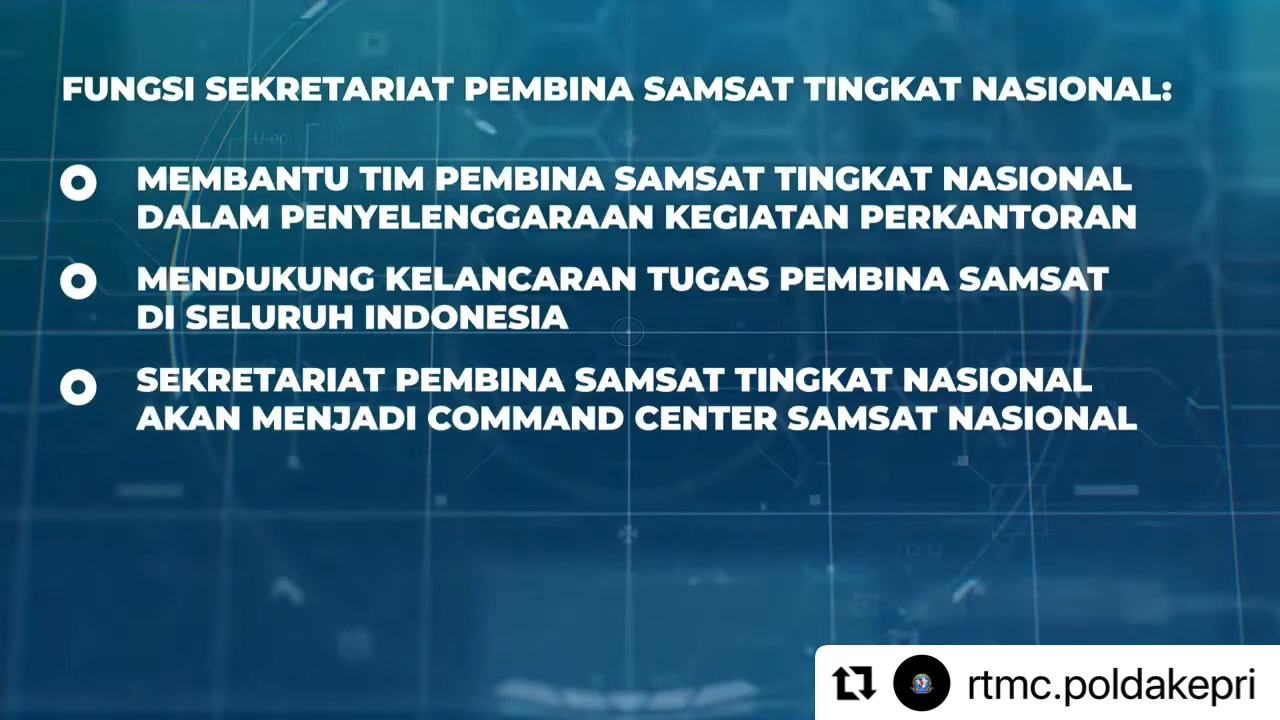 FUNGSI SEKRETARIAT PEMBINA SAMSAT TINGKAT NASIONAL:
MEMBANTU TIM PEMBINA SAMSAT TINGKAT NASIONAL
DALAM PENYELENGGARAAN KEGIATAN PERKANTORAN
MENDUKUNG KELANCARAN TUGAS PEMBINA SAMSAT
DI SELURUH INDONESIA
SEKRETARIAT PEMBINA SAMSAT TINGKAT NASIONAL
AKAN MENJADI COMMAND CENTER SAMSAT NASIONAL
rtmc.poldakepri